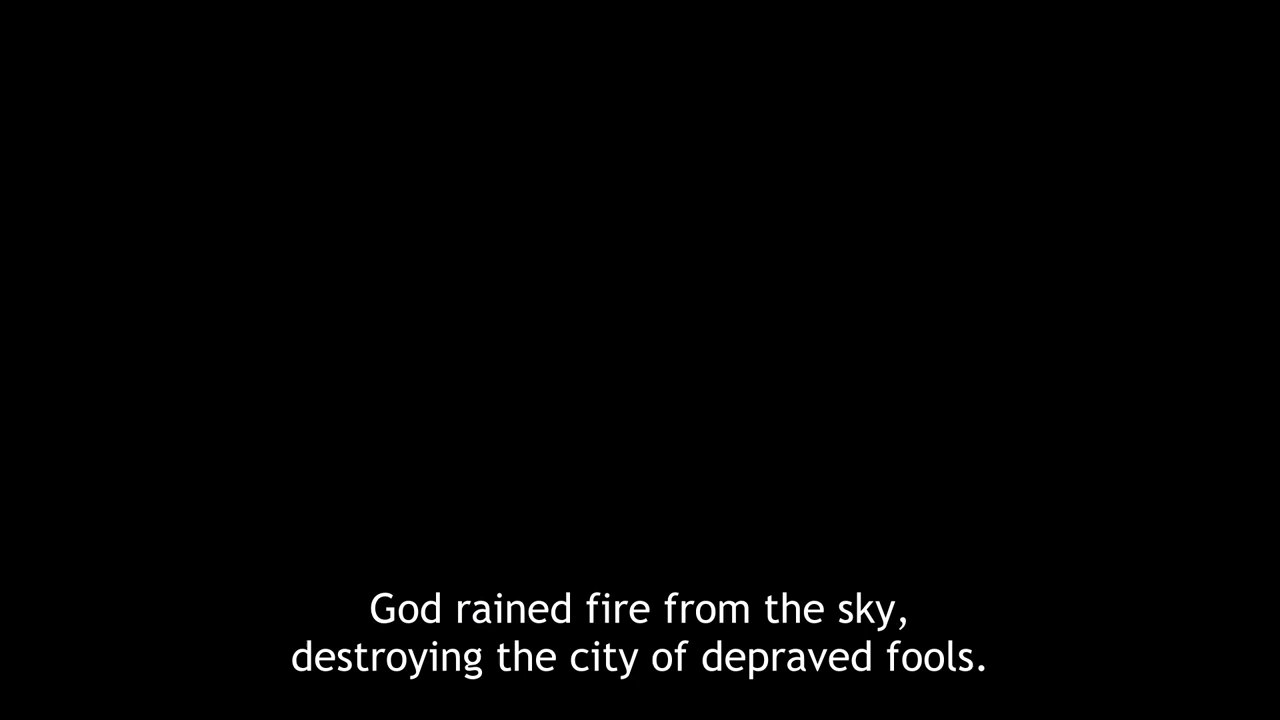 God rained fire from the sky,
destroying the city of depraved fools.